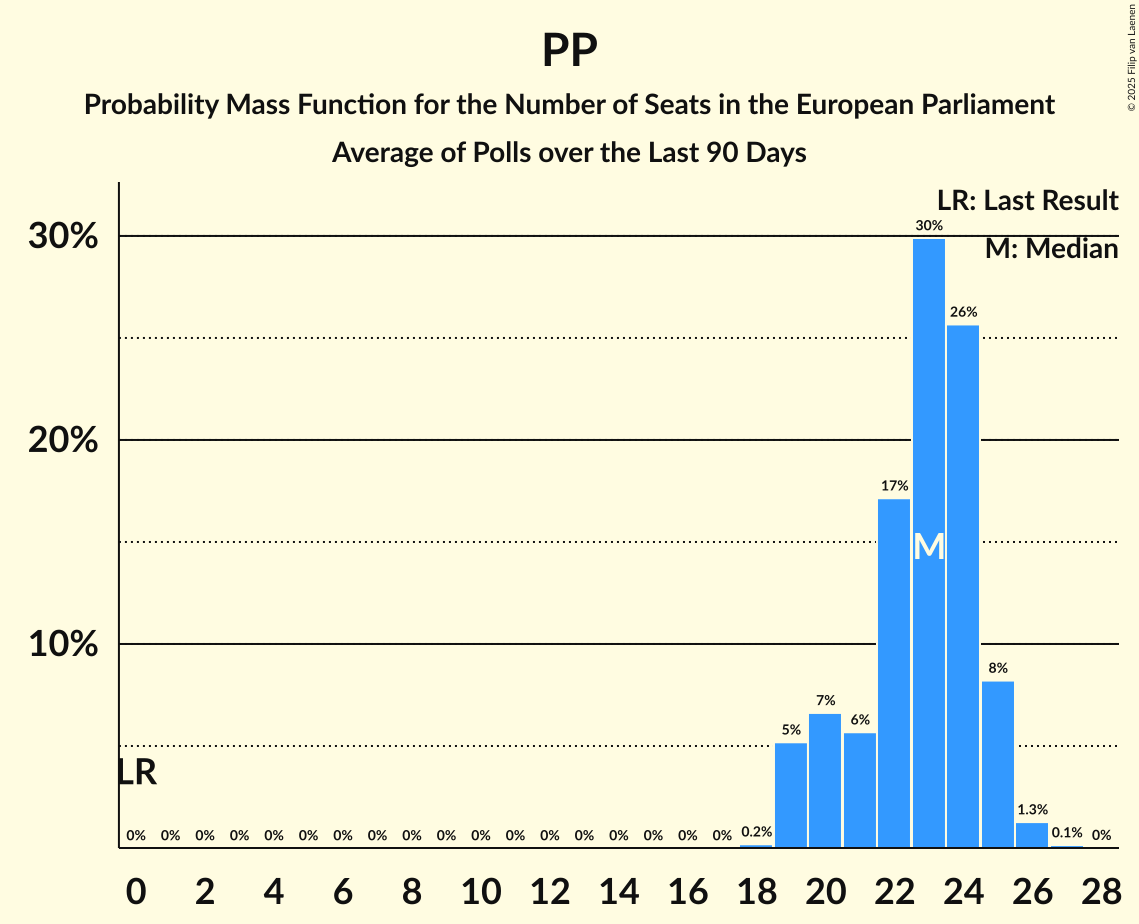 PP
Probability Mass Function for the Number of Seats in the European Parliament
Average of Polls over the Last 90 Days
© 2025 Filip van Laenen
LR: Last Result
M: Median
30%
20%
10%
LR
M
0% 0% 0% 0% 0% 0% 0% 0% 0% 0% 0% 0% 0% 0% 0% 0% 0% 0% 0.2% 5% 7% 6% 17% 30% 26% 8% 1.3% 0.1% 0%
0 2 4 6 8 10 12 14 16 18 20 22 24 26 28